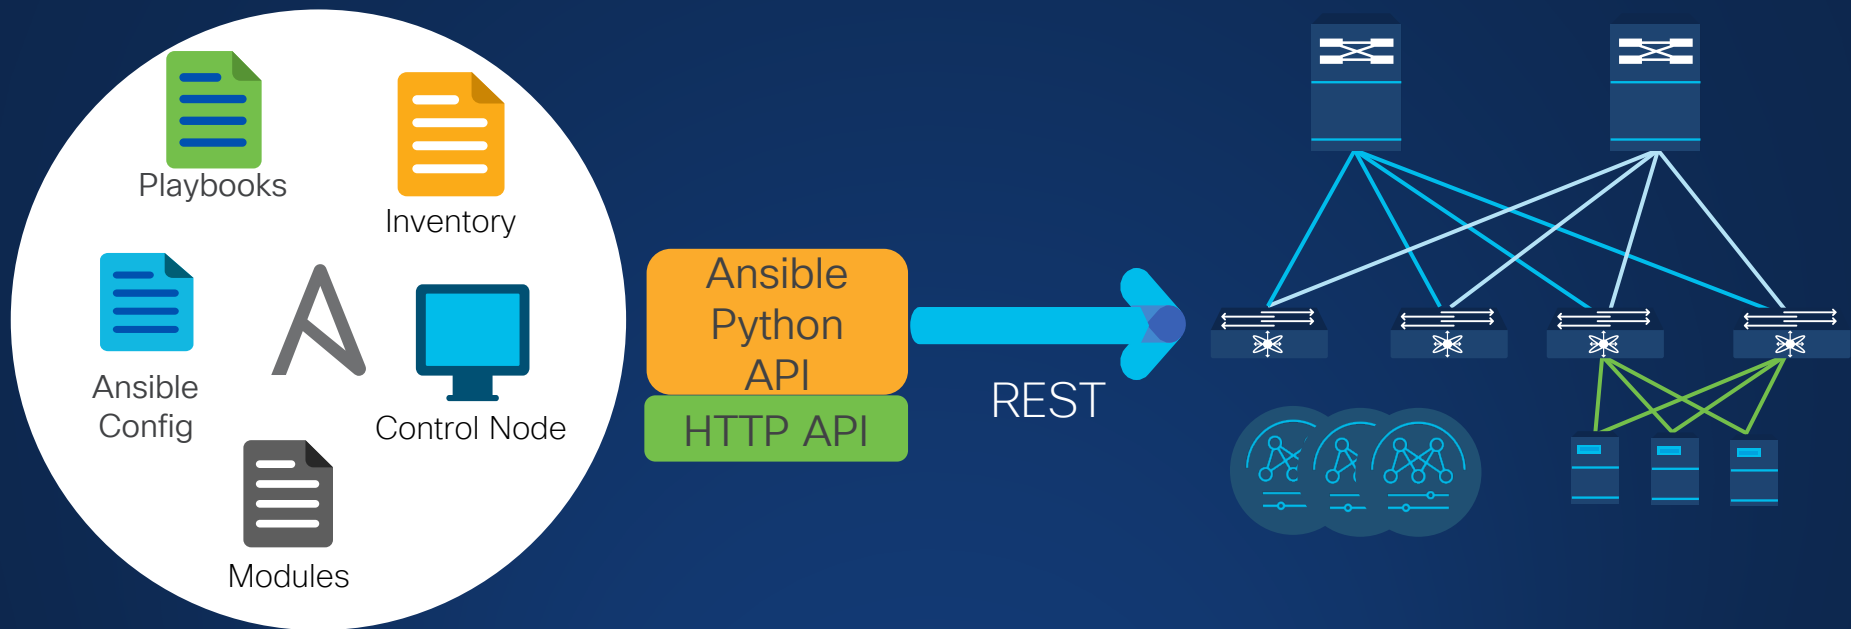 Playbooks
Inventory
Ansible
Config
Control Node
Modules
Ansible
Python
API
HTTP API
REST